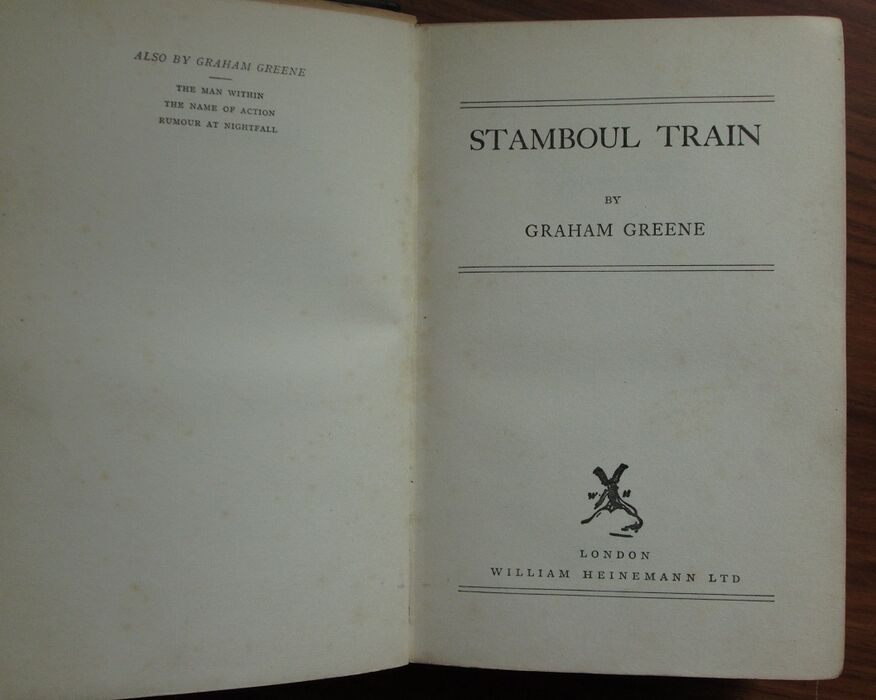 ALSO BY GRAHAM GREENE
THE MAN WITHIN
THE NAME OF ACTION
RUMOUR AT NIGHTFALL
STAMBOUL TRAIN
BY
GRAHAM GREENE
W H
LONDON
WILLIAM HEINEMANN LTD